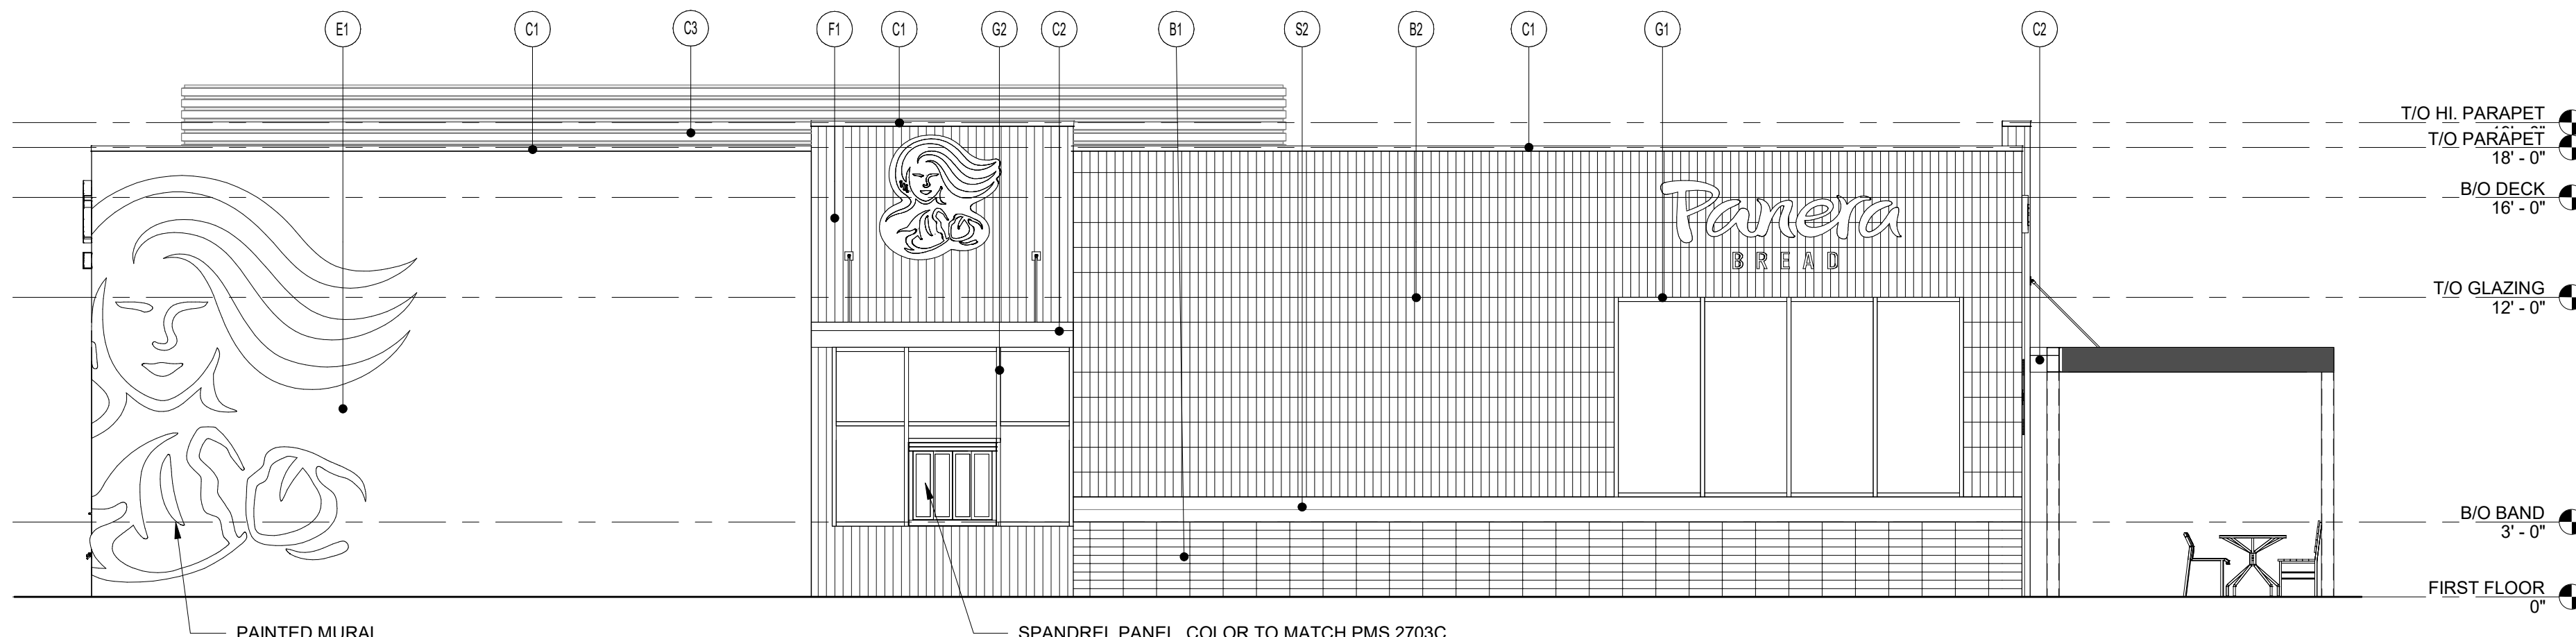 E1 C1 C3 F1 C1 G2 C2 B1 S2 B2 C1 G1 C2
T/O HI. PARAPET
T/O PARAPET
18' - 0"
B/O DECK
16' - 0"
Panera
BREAD
T/O GLAZING
12' - 0"
B/O BAND
3' - 0"
FIRST FLOOR
0"
PAINTED MURAL
SPANDREL PANEL, COLOR TO MATCH PMS 2703C